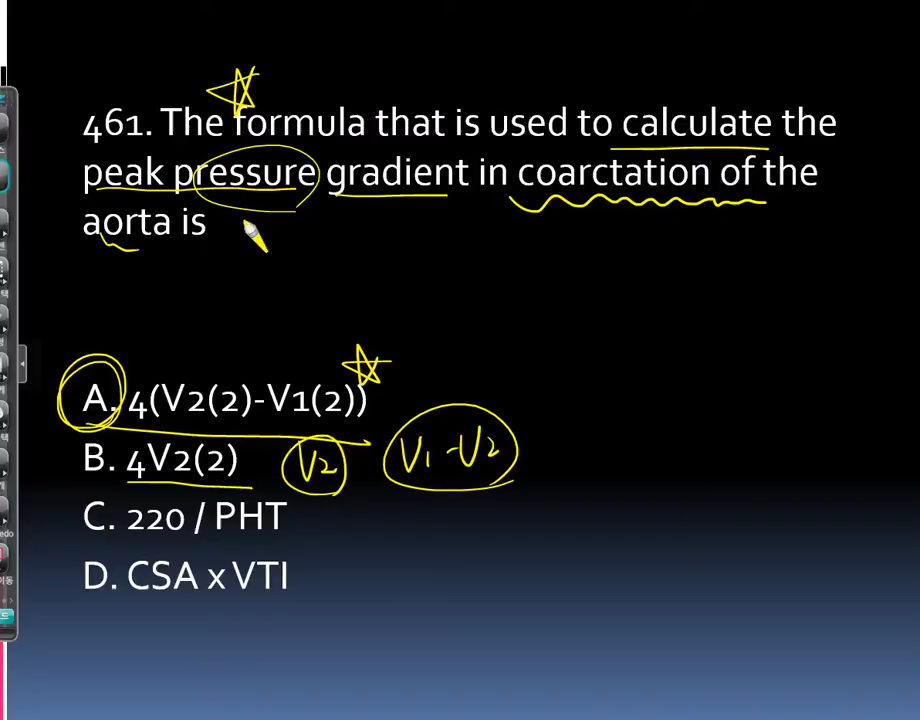 461. The formula that is used to calculate the
peak pressure gradient in coarctation of the
aorta is
A. 4(V2(2)-V1(2))
B. 4V2(2) V2 V1-V2
C. 220 / PHT
D. CSA x VTI